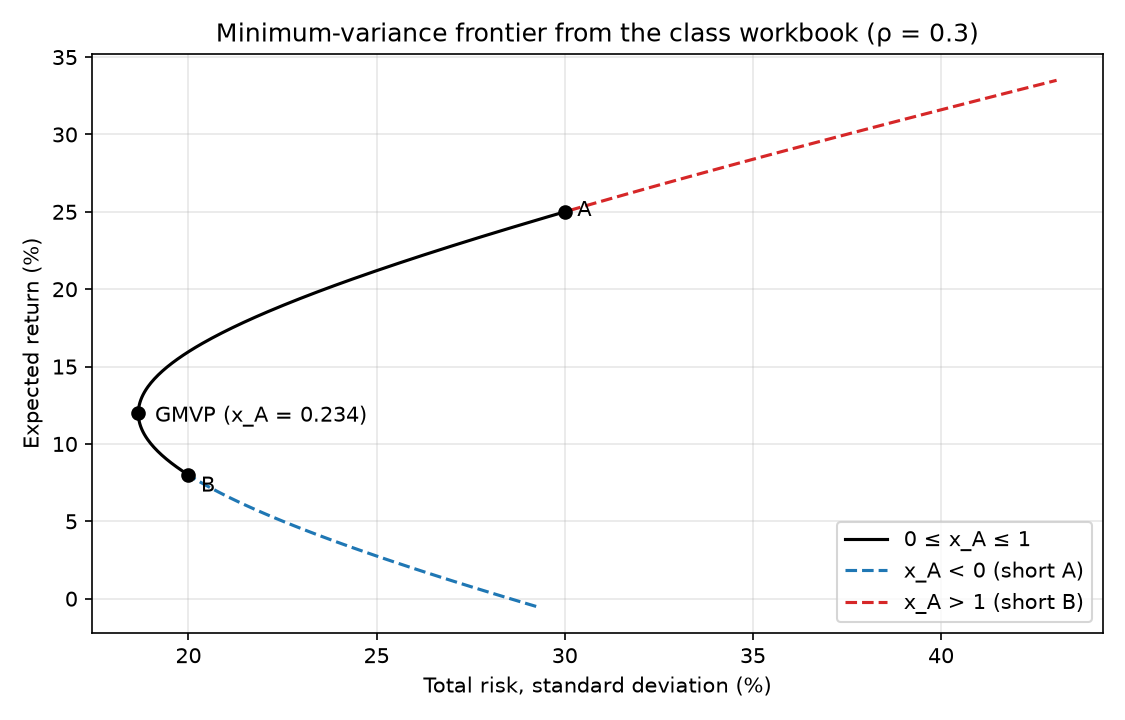 Minimum-variance frontier from the class workbook (ρ = 0.3)
Expected return (%)
35
30
25
20
15
10
5
0
A
GMVP (x_A = 0.234)
B
0 ≤ x_A ≤ 1
x_A < 0 (short A)
x_A > 1 (short B)
20 25 30 35 40
Total risk, standard deviation (%)